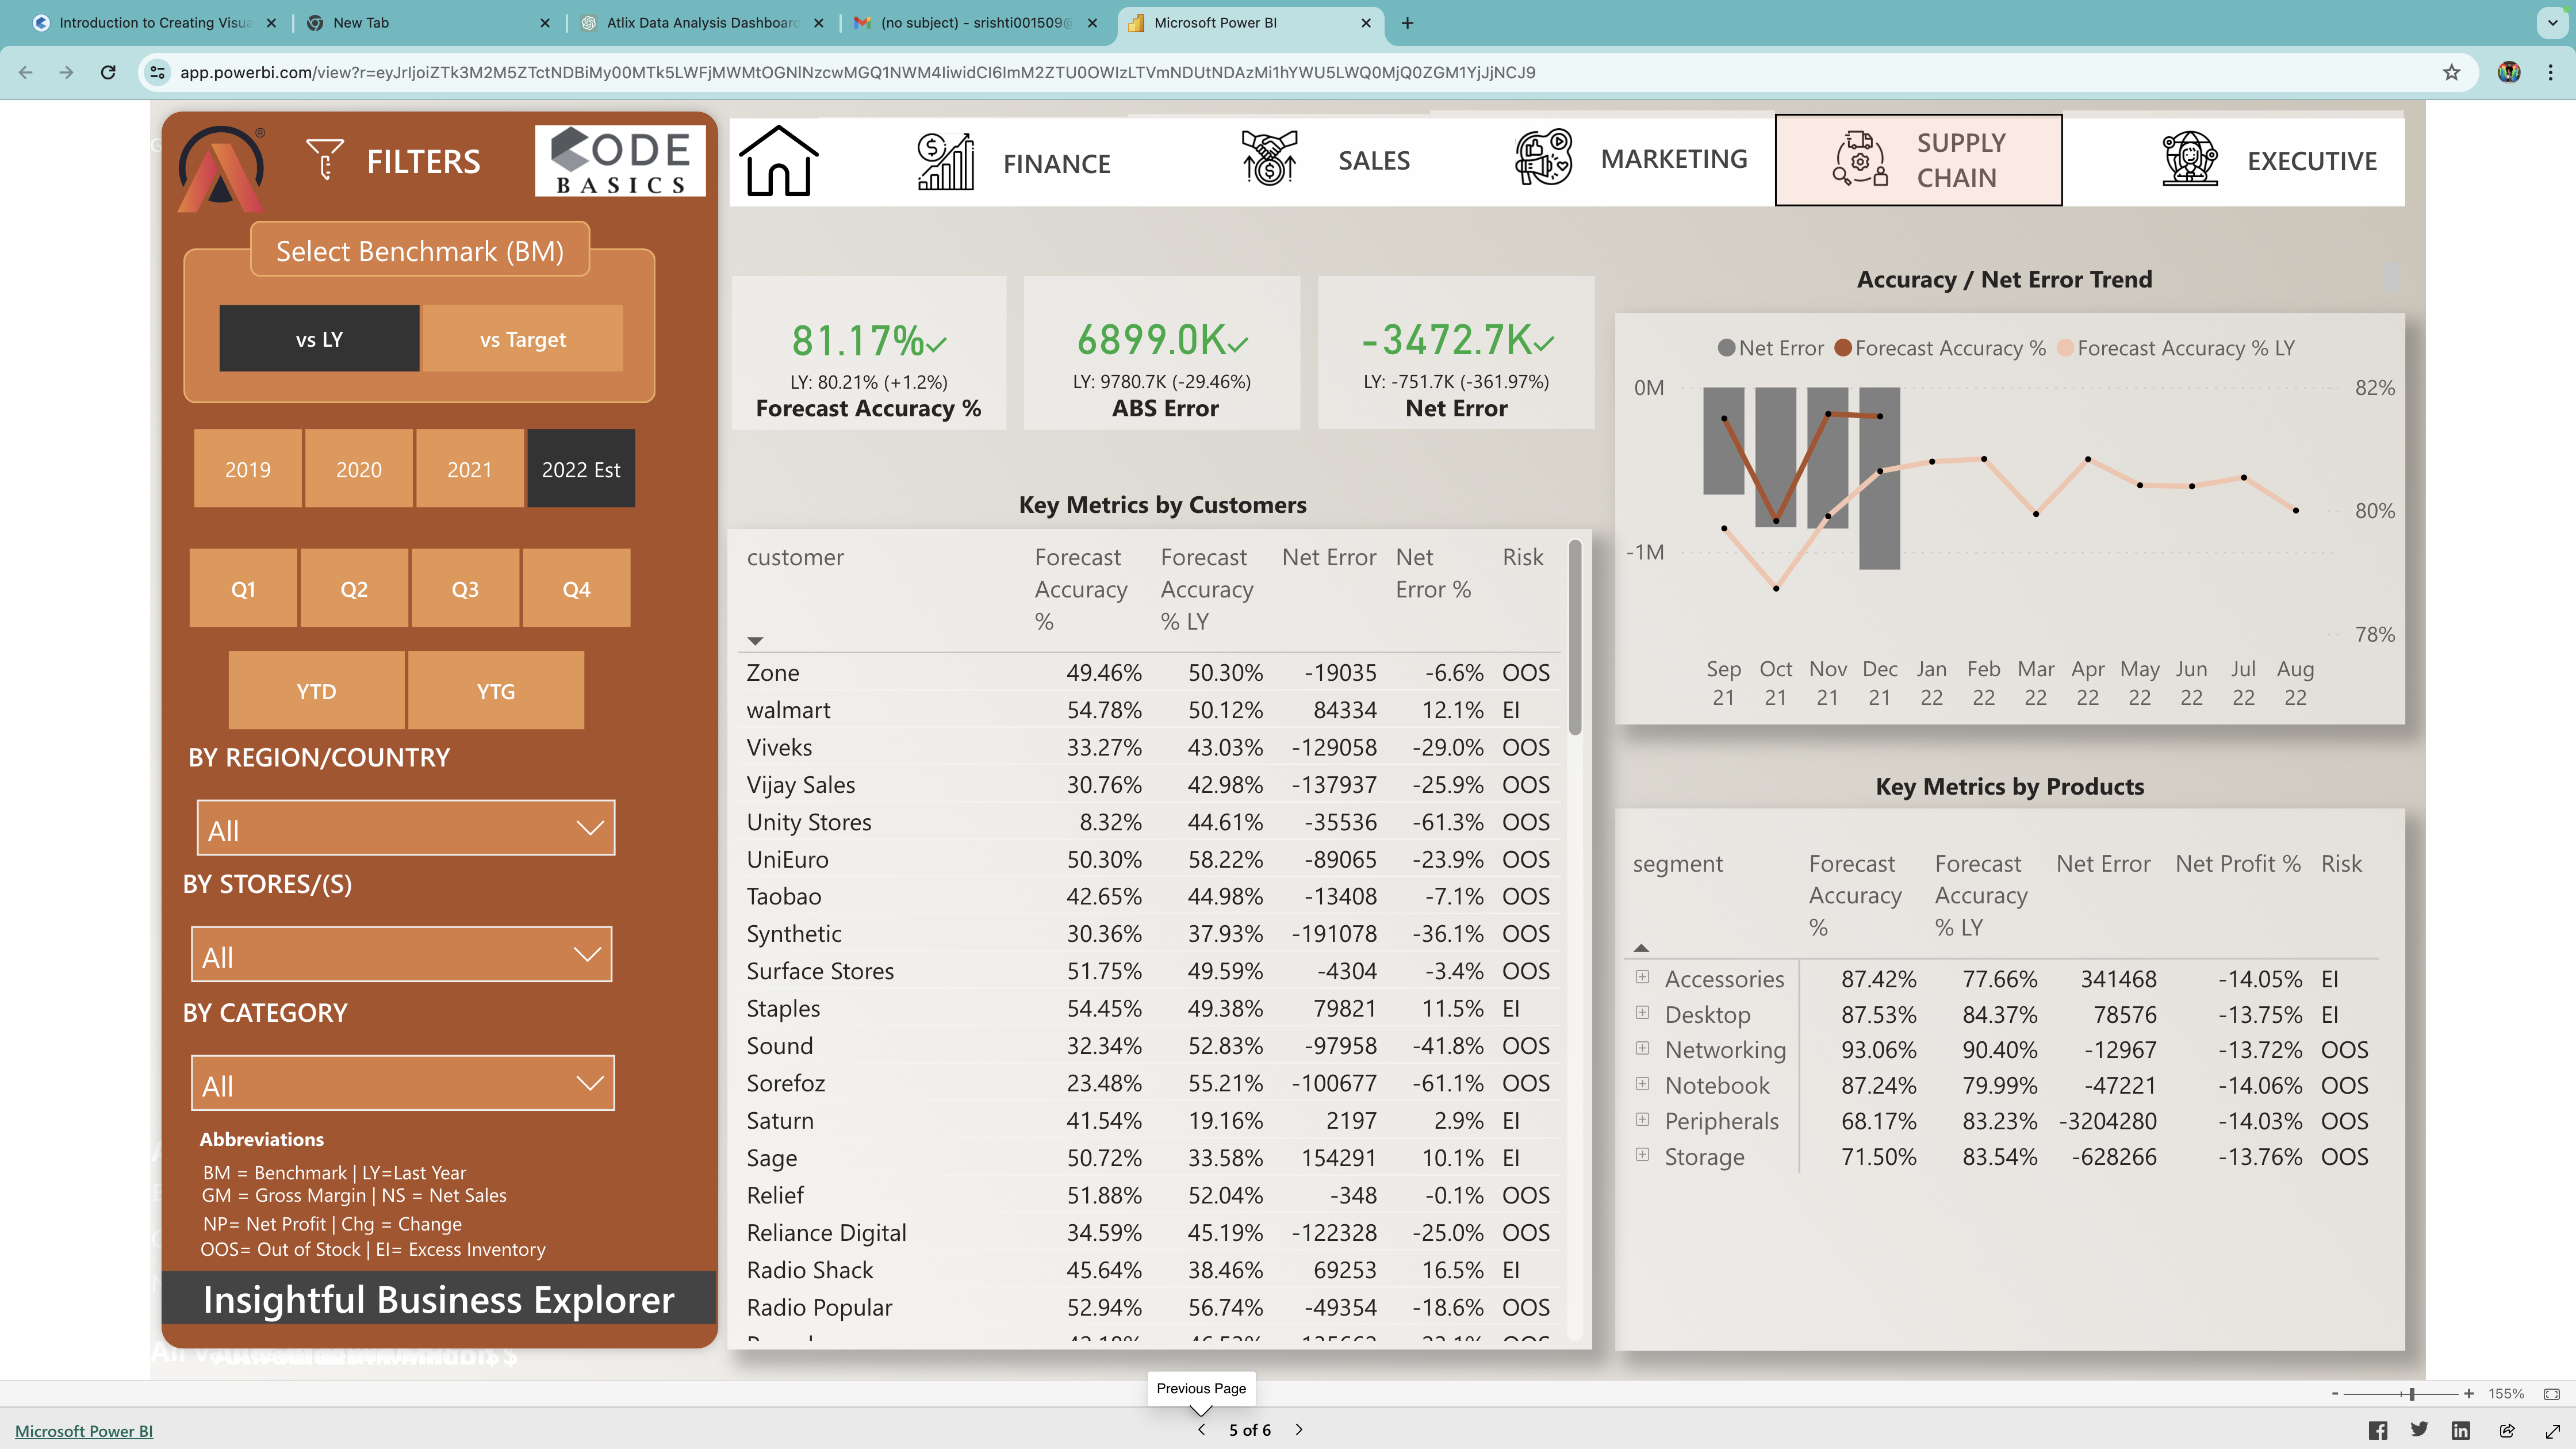 Introduction to Creating Visua
New Tab
Atlix Data Analysis Dashboard
(no subject) - srishti001509@
Microsoft Power BI
FILTERS
CODE
BASICS
FINANCE
SALES
MARKETING
SUPPLY
CHAIN
EXECUTIVE
Select Benchmark (BM)
vs LY
vs Target
2019 2020 2021 2022 Est
Q1 Q2 Q3 Q4
YTD YTG
BY REGION/COUNTRY
All
BY STORES/(S)
All
BY CATEGORY
All
Abbreviations
BM = Benchmark | LY=Last Year
GM = Gross Margin | NS = Net Sales
NP= Net Profit | Chg = Change
OOS= Out of Stock | EI= Excess Inventory
Insightful Business Explorer
81.17%
LY: 80.21% (+1.2%)
Forecast Accuracy %
6899.0K
LY: 9780.7K (-29.46%)
ABS Error
-3472.7K
LY: -751.7K (-361.97%)
Net Error
Key Metrics by Customers
customer Forecast Accuracy % Forecast Accuracy % LY Net Error Net Error % Risk
Zone 49.46% 50.30% -19035 -6.6% OOS
walmart 54.78% 50.12% 84334 12.1% EI
Viveks 33.27% 43.03% -129058 -29.0% OOS
Vijay Sales 30.76% 42.98% -137937 -25.9% OOS
Unity Stores 8.32% 44.61% -35536 -61.3% OOS
UniEuro 50.30% 58.22% -89065 -23.9% OOS
Taobao 42.65% 44.98% -13408 -7.1% OOS
Synthetic 30.36% 37.93% -191078 -36.1% OOS
Surface Stores 51.75% 49.59% -4304 -3.4% OOS
Staples 54.45% 49.38% 79821 11.5% EI
Sound 32.34% 52.83% -97958 -41.8% OOS
Sorefoz 23.48% 55.21% -100677 -61.1% OOS
Saturn 41.54% 19.16% 2197 2.9% EI
Sage 50.72% 33.58% 154291 10.1% EI
Relief 51.88% 52.04% -348 -0.1% OOS
Reliance Digital 34.59% 45.19% -122328 -25.0% OOS
Radio Shack 45.64% 38.46% 69253 16.5% EI
Radio Popular 52.94% 56.74% -49354 -18.6% OOS
Accuracy / Net Error Trend
Net Error Forecast Accuracy % Forecast Accuracy % LY
0M 82%
80%
-1M
78%
Sep 21 Oct 21 Nov 21 Dec 21 Jan 22 Feb 22 Mar 22 Apr 22 May 22 Jun 22 Jul 22 Aug 22
Key Metrics by Products
segment Forecast Accuracy % Forecast Accuracy % LY Net Error Net Profit % Risk
Accessories 87.42% 77.66% 341468 -14.05% EI
Desktop 87.53% 84.37% 78576 -13.75% EI
Networking 93.06% 90.40% -12967 -13.72% OOS
Notebook 87.24% 79.99% -47221 -14.06% OOS
Peripherals 68.17% 83.23% -3204280 -14.03% OOS
Storage 71.50% 83.54% -628266 -13.76% OOS
Previous Page
155%
Microsoft Power BI
5 of 6